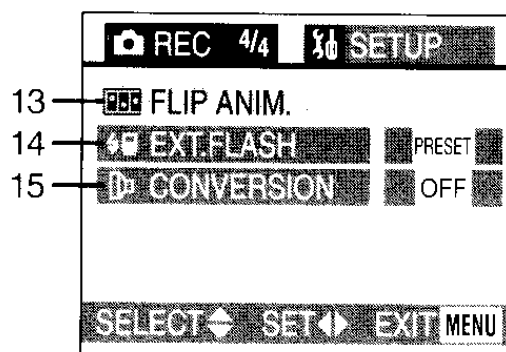 REC 4/4 SETUP
13 FLIP ANIM.
14 EXT.FLASH PRESET
15 CONVERSION OFF
SELECT SET EXIT MENU